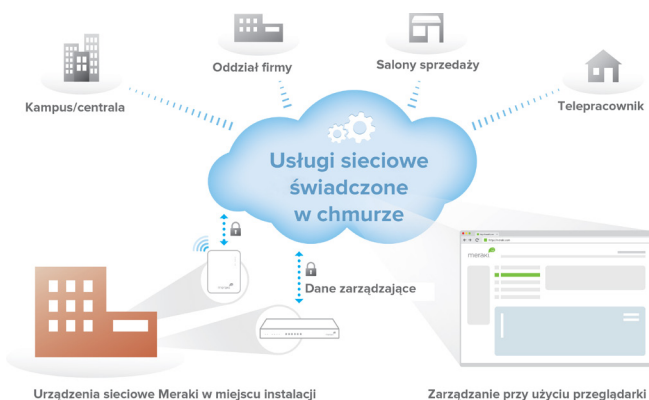 Oddział firmy
Salony sprzedaży
Kampus/centrala
Telepracownik
Usługi sieciowe
świadczone
w chmurze
meraki
Dane zarządzające
Urządzenia sieciowe Meraki w miejscu instalacji
Zarządzanie przy użyciu przeglądarki